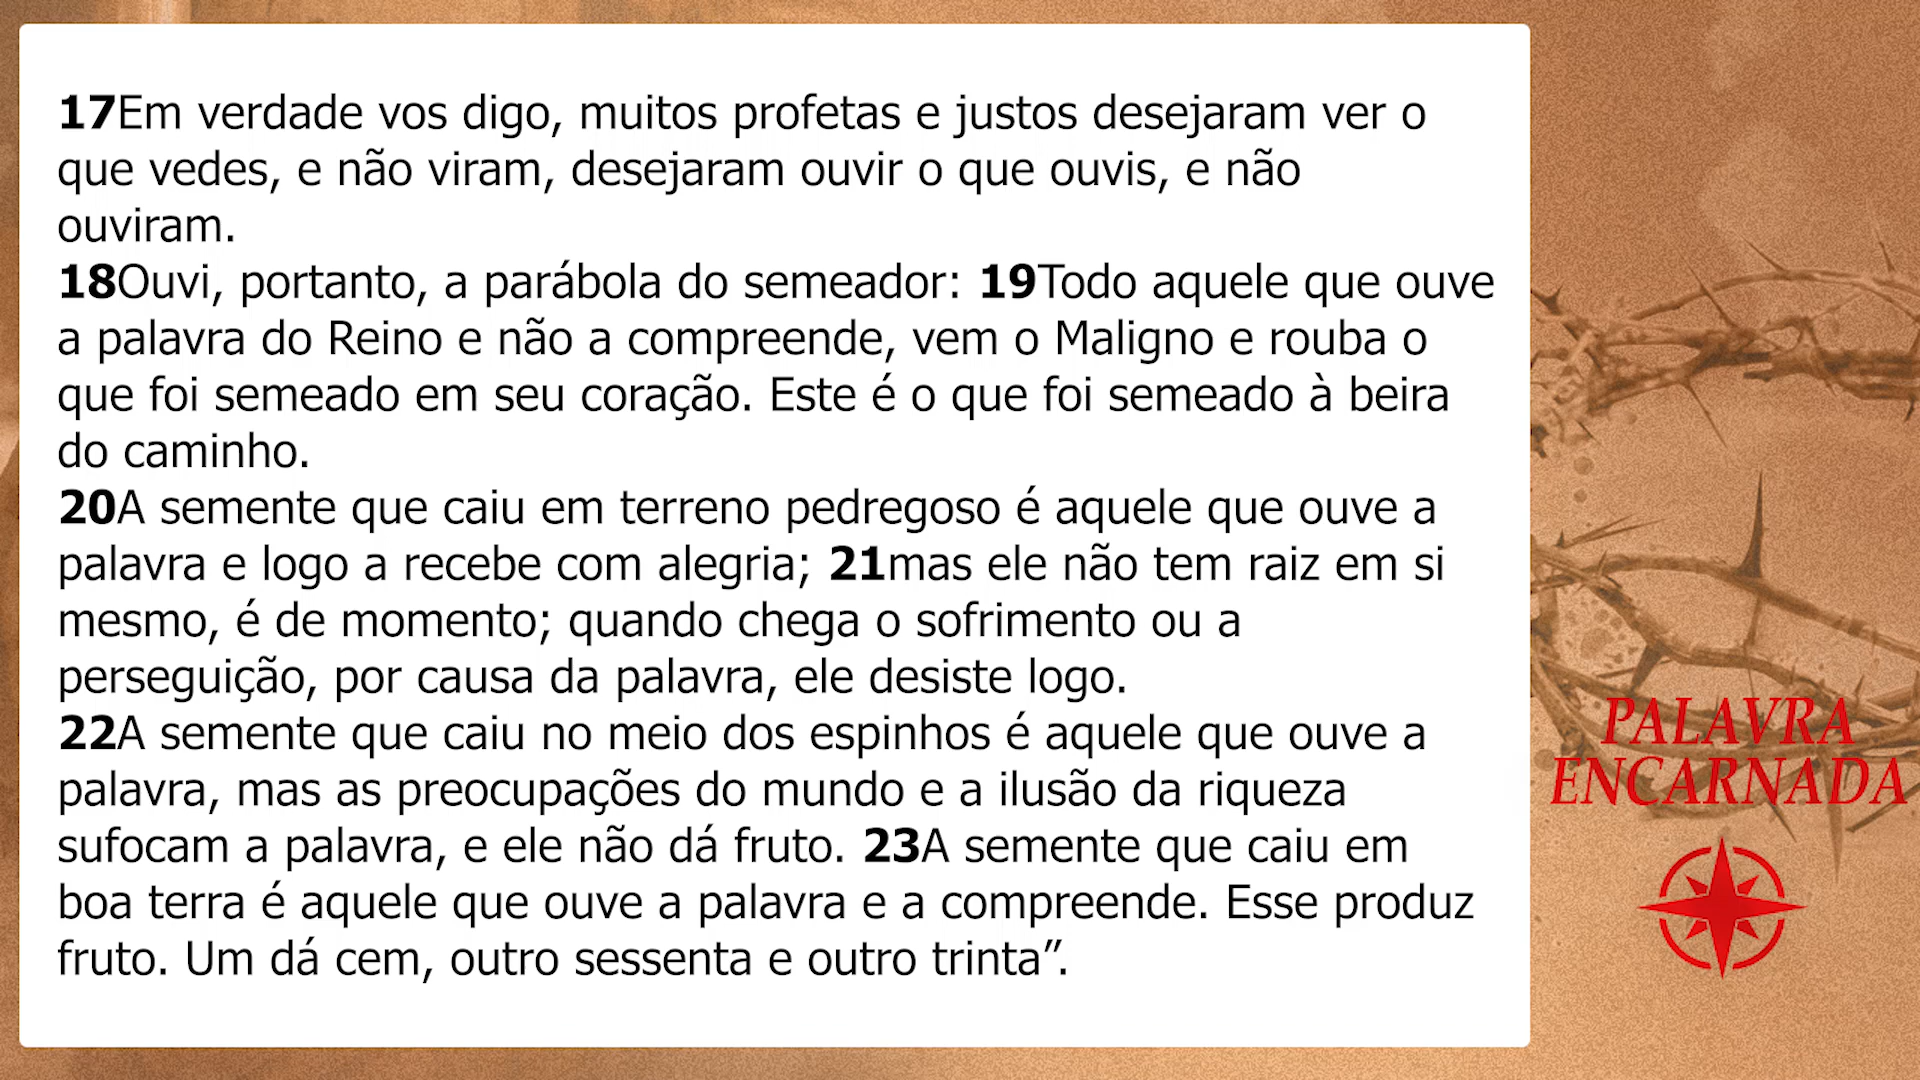 17Em verdade vos digo, muitos profetas e justos desejaram ver o
que vedes, e não viram, desejaram ouvir o que ouvis, e não
ouviram.
18Ouvi, portanto, a parábola do semeador: 19Todo aquele que ouve
a palavra do Reino e não a compreende, vem o Maligno e rouba o
que foi semeado em seu coração. Este é o que foi semeado à beira
do caminho.
20A semente que caiu em terreno pedregoso é aquele que ouve a
palavra e logo a recebe com alegria; 21mas ele não tem raiz em si
mesmo, é de momento; quando chega o sofrimento ou a
perseguição, por causa da palavra, ele desiste logo.
22A semente que caiu no meio dos espinhos é aquele que ouve a
palavra, mas as preocupações do mundo e a ilusão da riqueza
sufocam a palavra, e ele não dá fruto. 23A semente que caiu em
boa terra é aquele que ouve a palavra e a compreende. Esse produz
fruto. Um dá cem, outro sessenta e outro trinta”.
PALAVRA
ENCARNADA